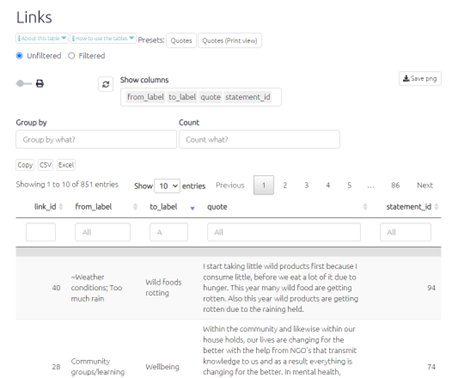 Links
About this table How to use the tables Presets: Quotes Quotes (Print view)
Unfiltered Filtered
Save png
Show columns
from_label to_label quote statement_id
Group by Count
Group by what? Count what?
Copy CSV Excel
Showing 1 to 10 of 851 entries Show 10 entries Previous 1 2 3 4 5 ... 86 Next
link_id from_label to_label quote statement_id
All A All All
I start taking little wild products first because I
~Weather Wild foods consume little, before we eat a lot of it due to
40 conditions; Too rotting hunger. This year many wild food are getting 94
much rain rotten. Also this year wild products are getting
rotten due to the raining held.
Within the community and likewise within our
house holds, our lives are changing for the
better with the help from NGO's that transmit
28 Community Wellbeing knowledge to us and as a result everything is 74
groups/learning changing for the better. In mental health,